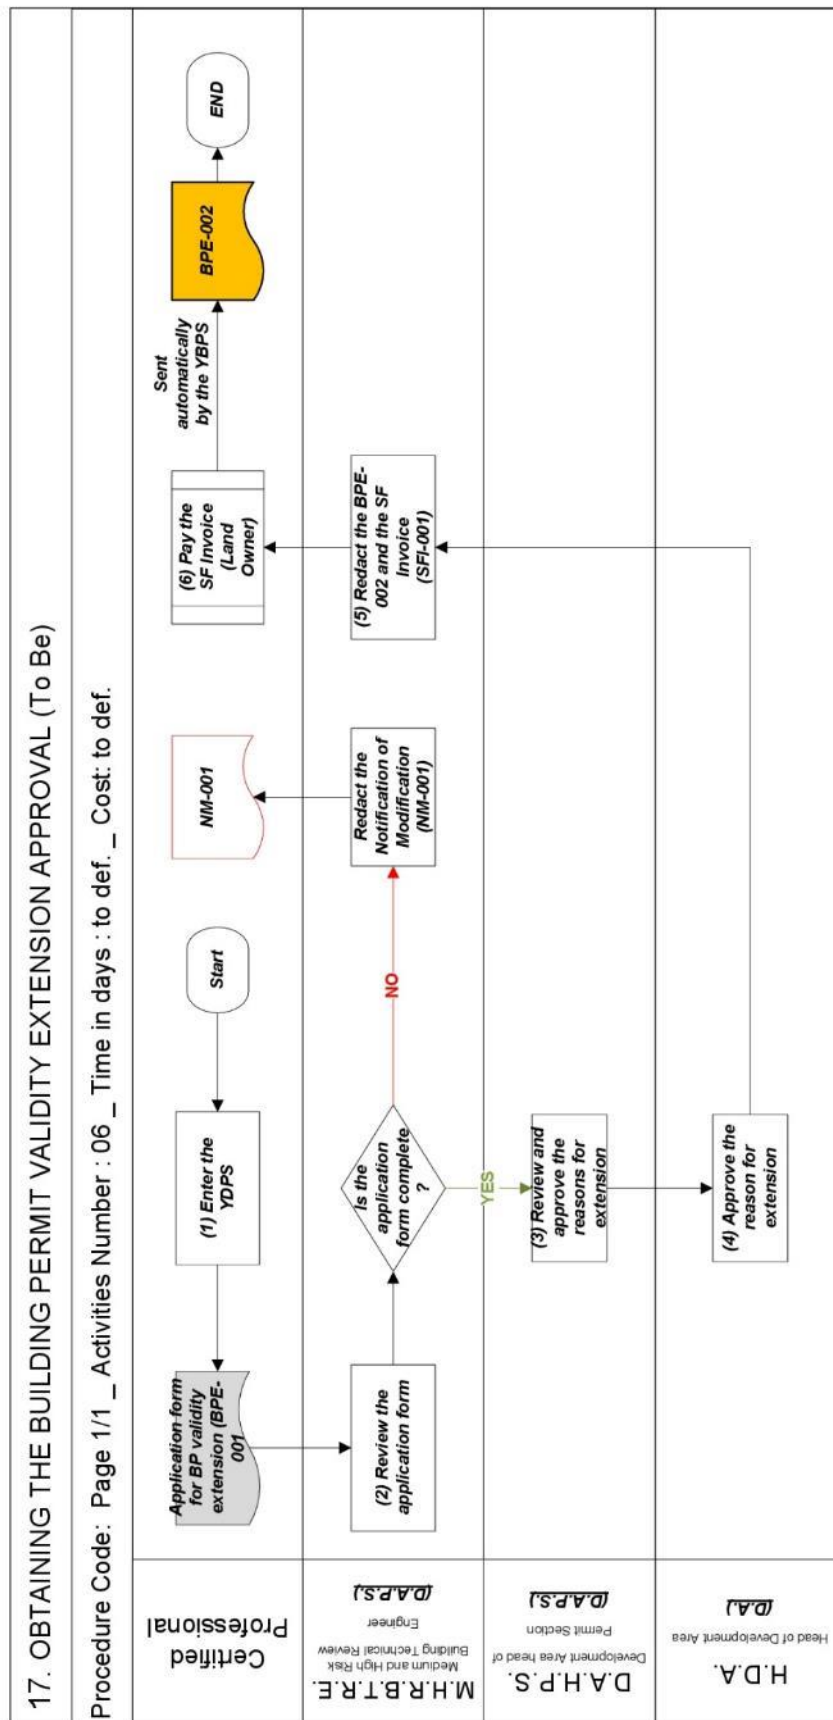 17. OBTAINING THE BUILDING PERMIT VALIDITY EXTENSION APPROVAL (To Be)
Procedure Code: Page 1/1 _ Activities Number : 06 _ Time in days : to def. _ Cost: to def.
Certified
Professional
Application form
for BP validity
extension (BPE-
001
(1) Enter the
YDPS
Start
NM-001
(6) Pay the
SF Invoice
(Land
Owner)
Sent
automatically
by the YBPS
BPE-002
END
M.H.R.B.T.R.E.
Medium and High Risk
Building Technical Review
Engineer
(D.A.P.S.)
(2) Review the
application form
Is the
application
form complete
?
NO
YES
Redact the
Notification of
Modification
(NM-001)
(5) Redact the BPE-
002 and the SF
Invoice
(SFI-001)
D.A.H.P.S.
Development Area head of
Permit Section
(D.A.P.S.)
(3) Review and
approve the
reasons for
extension
H.D.A.
Head of Development Area
(D.A.)
(4) Approve the
reason for
extension